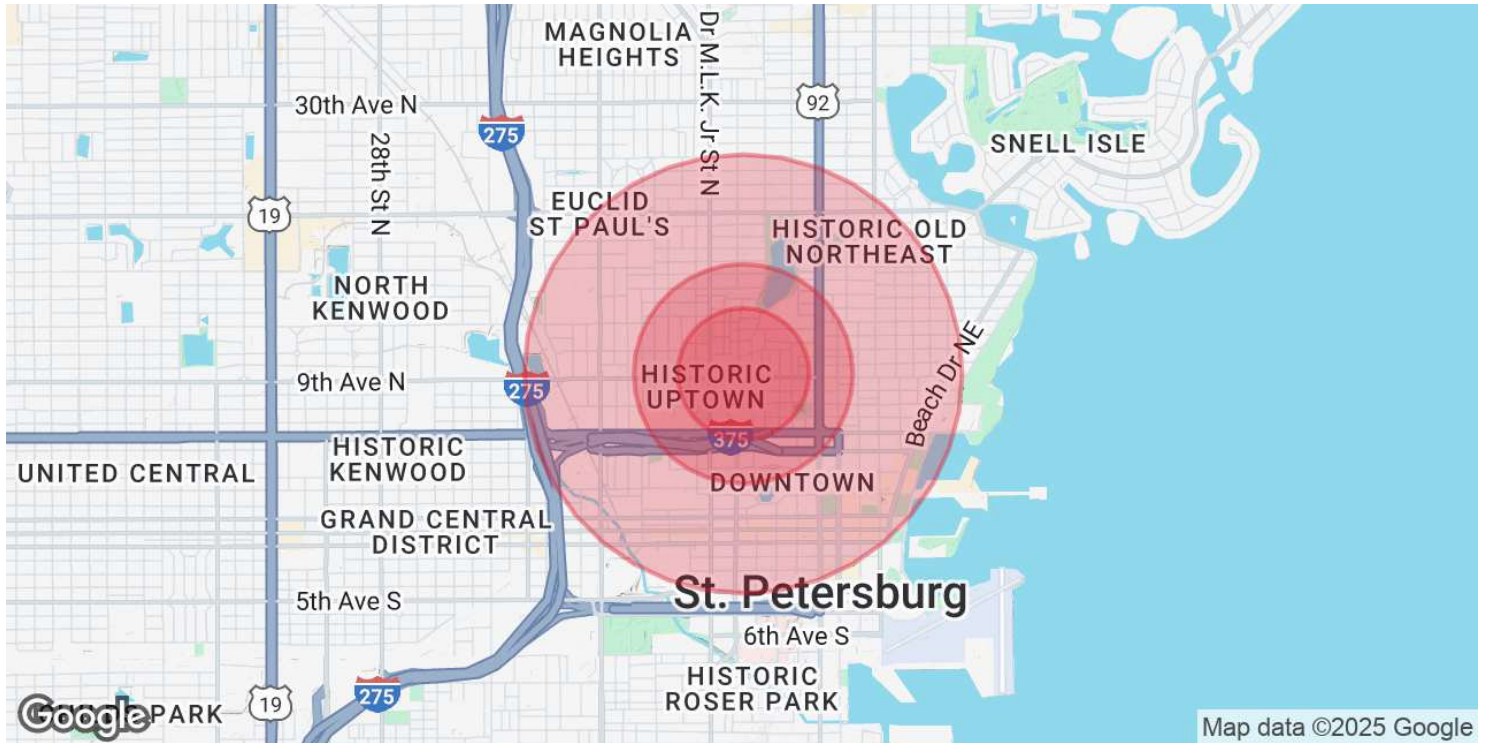 MAGNOLIA
HEIGHTS
Dr M.L.K. Jr St N
30th Ave N
92
275
28th St N
SNELL ISLE
19
EUCLID
ST PAUL'S
HISTORIC OLD
NORTHEAST
NORTH
KENWOOD
Beach Dr NE
9th Ave N
275
HISTORIC
UPTOWN
375
UNITED CENTRAL
HISTORIC
KENWOOD
DOWNTOWN
GRAND CENTRAL
DISTRICT
St. Petersburg
5th Ave S
6th Ave S
HISTORIC
ROSER PARK
275
19
PARK
Google
Map data ©2025 Google